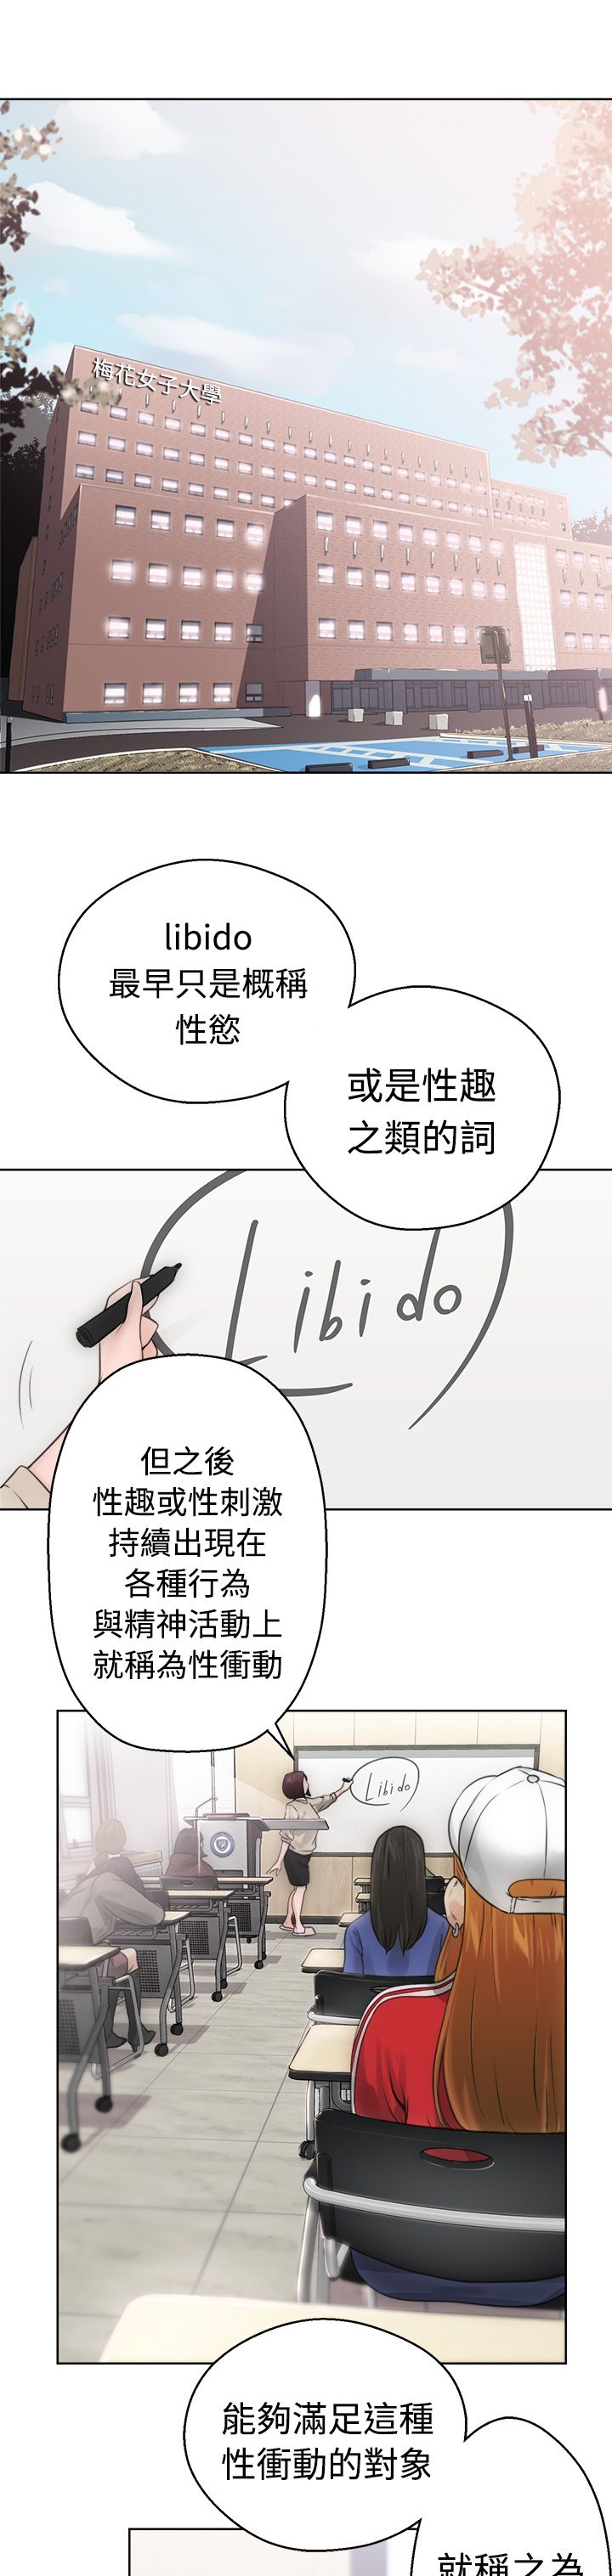 梅花女子大學
libido
最早只是概稱
性慾
或是性趣
之類的詞
Libido
但之後
性趣或性刺激
持續出現在
各種行為
與精神活動上
就稱為性衝動
Libido
能夠滿足這種
性衝動的對象
就稱之為